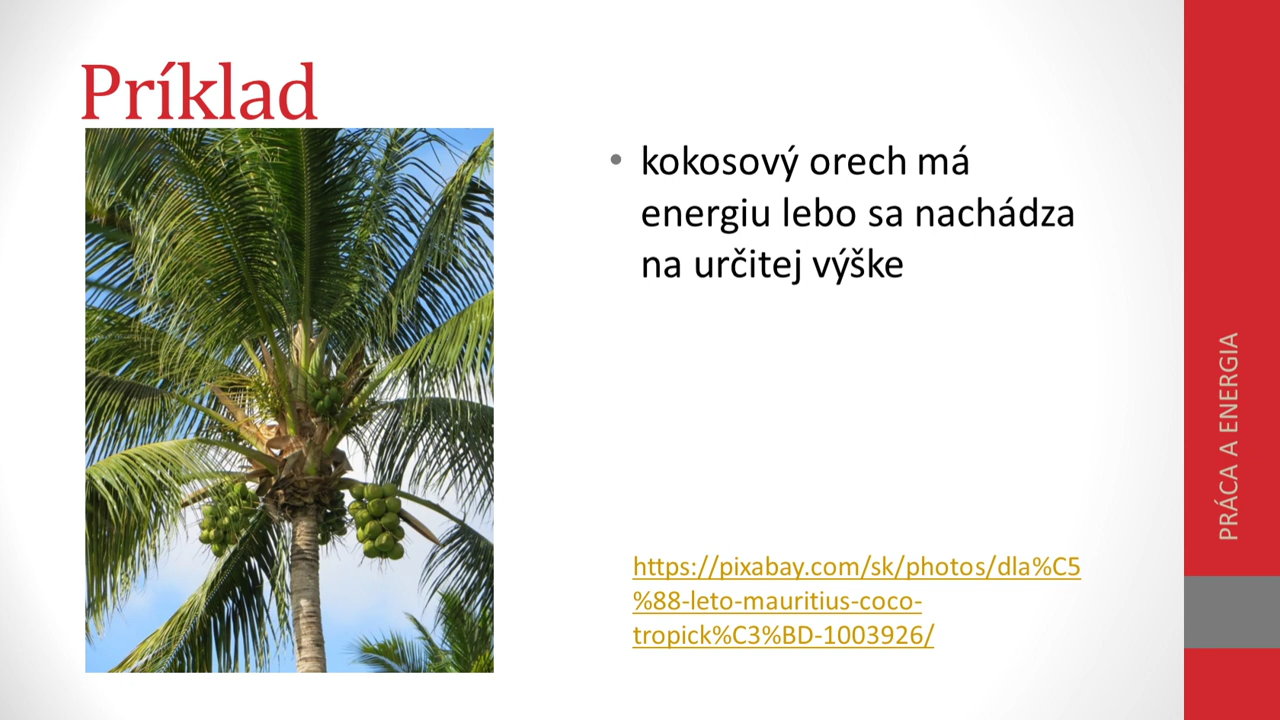 Príklad
• kokosový orech má
energiu lebo sa nachádza
na určitej výške
https://pixabay.com/sk/photos/dla%C5
%88-leto-mauritius-coco-
tropick%C3%BD-1003926/
PRÁCA A ENERGIA